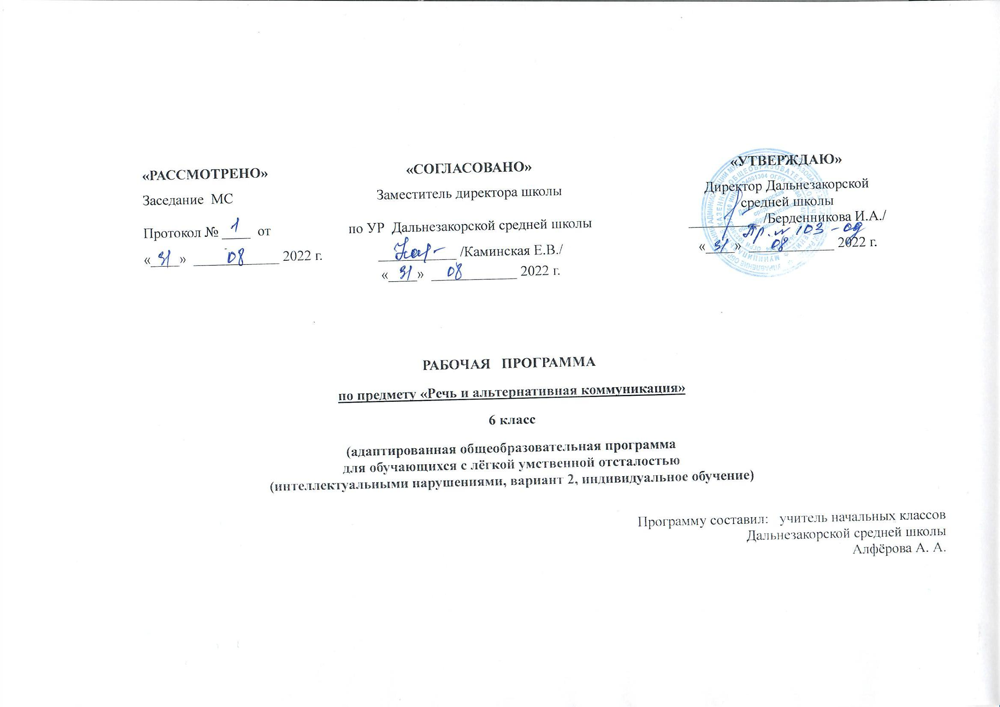 «РАССМОТРЕНО»
Заседание МС
Протокол № 1 от
«31» 08 2022 г.
«СОГЛАСОВАНО»
Заместитель директора школы
по УР Дальнезакорской средней школы
/Каминская Е.В./
«31» 08 2022 г.
«УТВЕРЖДАЮ»
Директор Дальнезакорской
средней школы
/Берденникова И.А./
Пр. № 103-од
«31» 08 2022 г.
РАБОЧАЯ ПРОГРАММА
по предмету «Речь и альтернативная коммуникация»
6 класс
(адаптированная общеобразовательная программа
для обучающихся с лёгкой умственной отсталостью
(интеллектуальными нарушениями, вариант 2, индивидуальное обучение)
Программу составил: учитель начальных классов
Дальнезакорской средней школы
Алфёрова А. А.